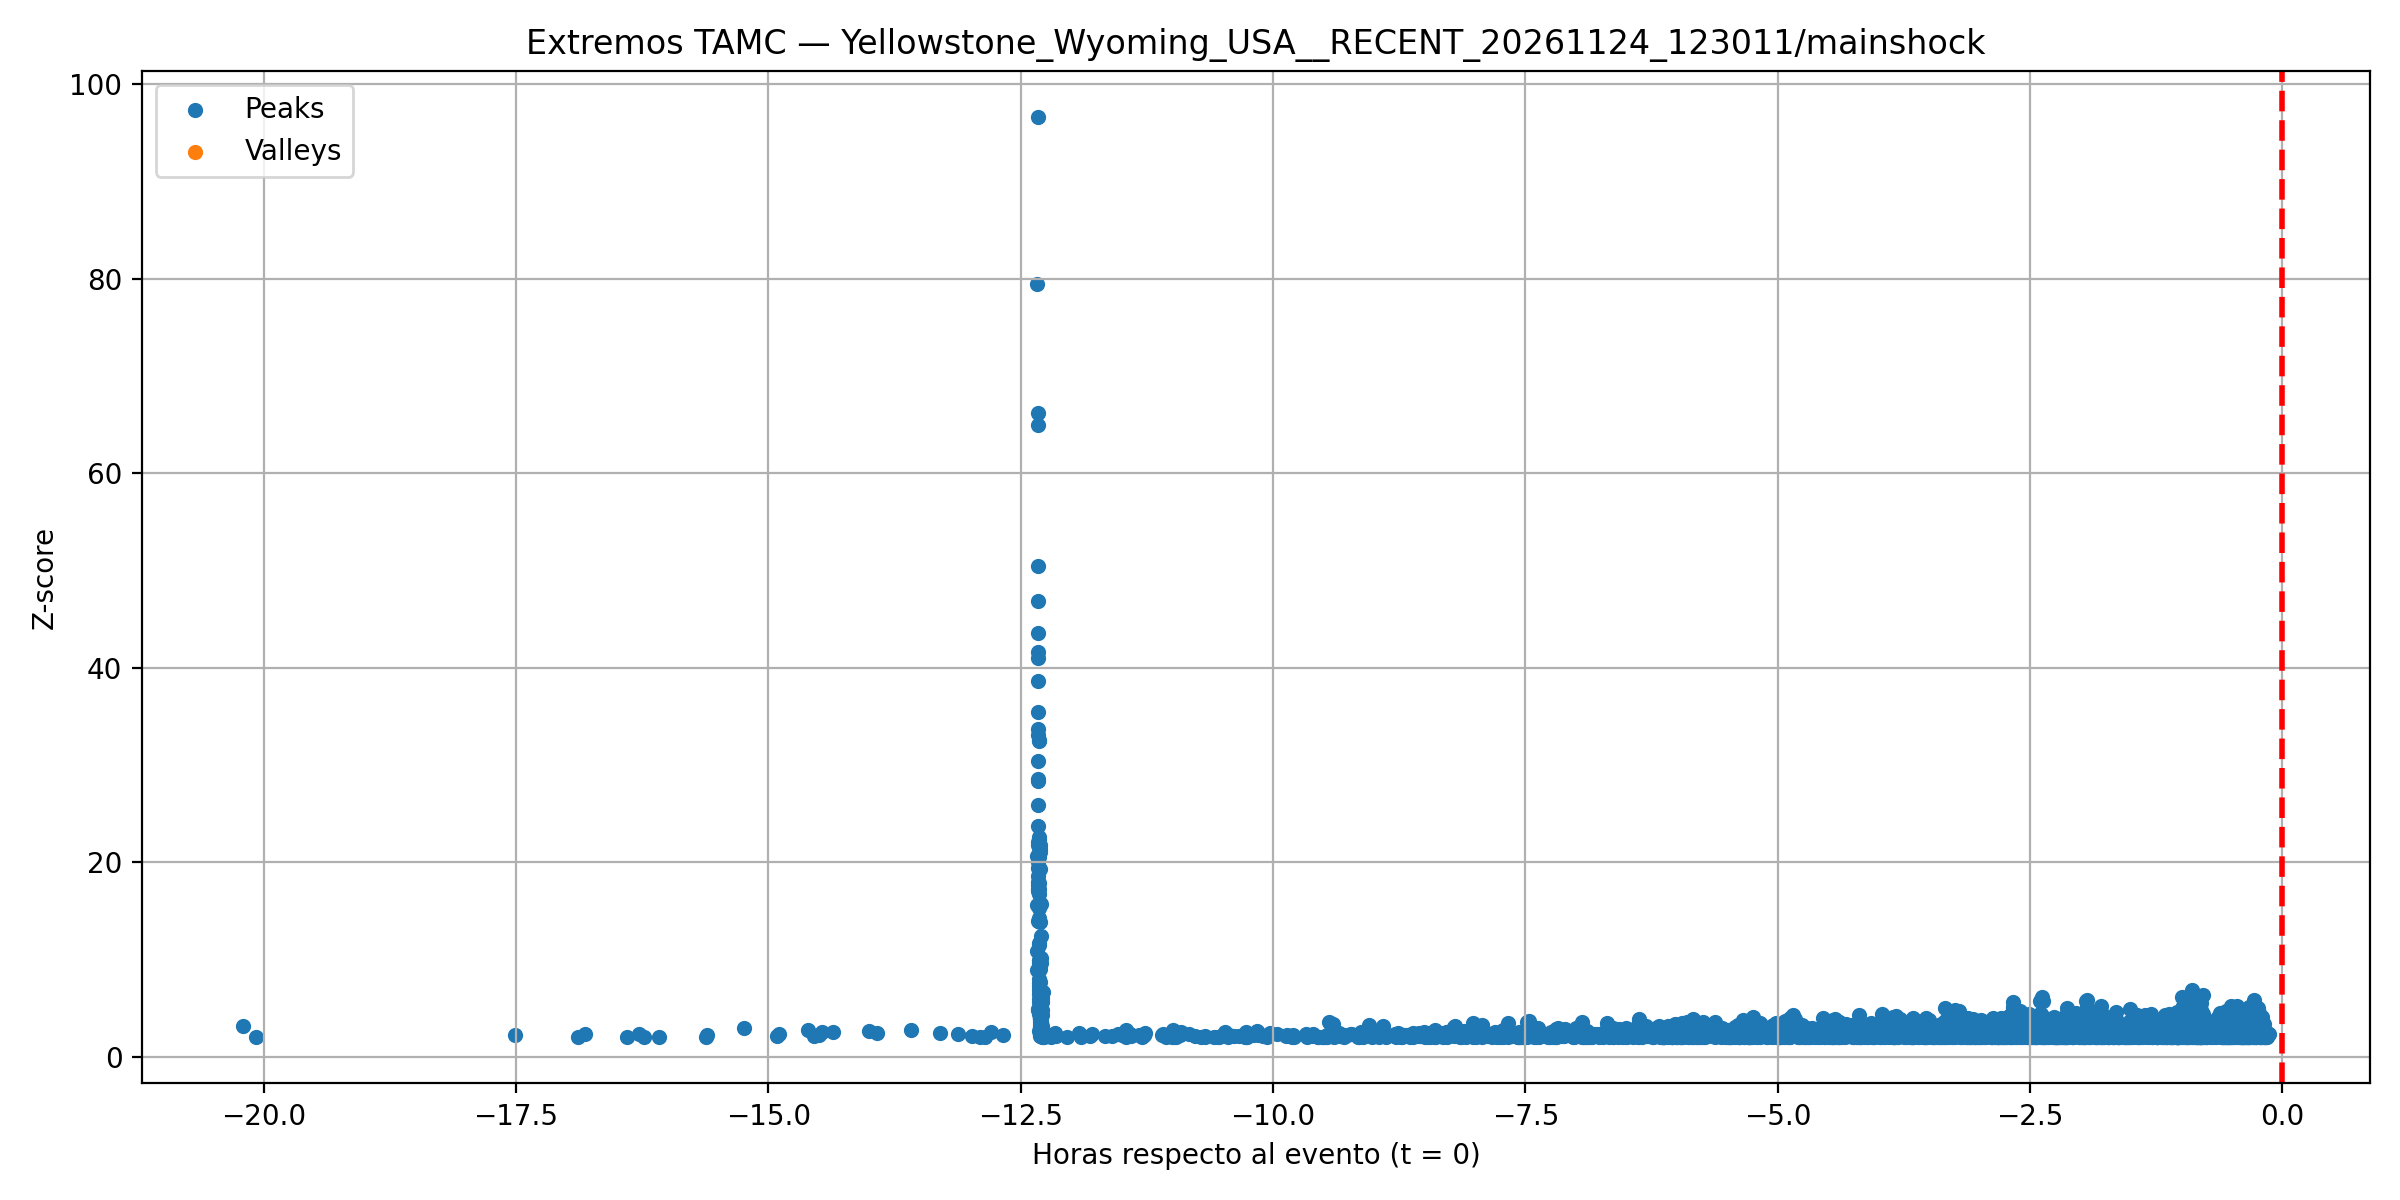 Extremos TAMC — Yellowstone_Wyoming_USA__RECENT_20261124_123011/mainshock
100
80
60
40
20
0
Z-score
Peaks
Valleys
−20.0 −17.5 −15.0 −12.5 −10.0 −7.5 −5.0 −2.5 0.0
Horas respecto al evento (t = 0)